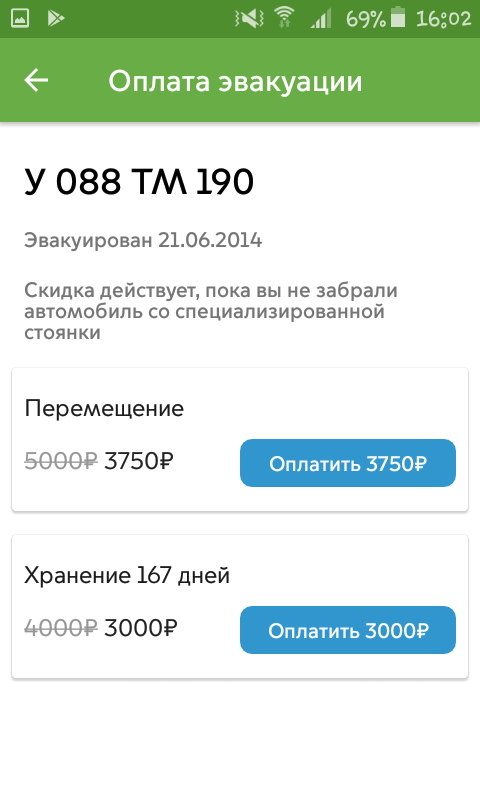 69% 16:02
Оплата эвакуации
У 088 ТМ 190
Эвакуирован 21.06.2014
Скидка действует, пока вы не забрали
автомобиль со специализированной
стоянки
Перемещение
5000₽ 3750₽
Оплатить 3750₽
Хранение 167 дней
4000₽ 3000₽
Оплатить 3000₽